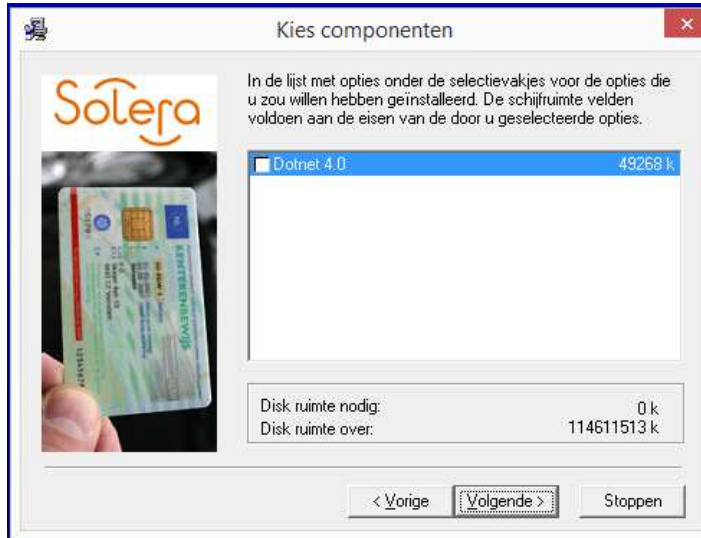 Kies componenten
Solera
In de lijst met opties onder de selectievakjes voor de opties die
u zou willen hebben geïnstalleerd. De schijfruimte velden
voldoen aan de eisen van de door u geselecteerde opties.
Dotnet 4.0 49268 k
KENTEKENBEWIJS
Disk ruimte nodig: 0 k
Disk ruimte over: 114611513 k
< Vorige
Volgende >
Stoppen